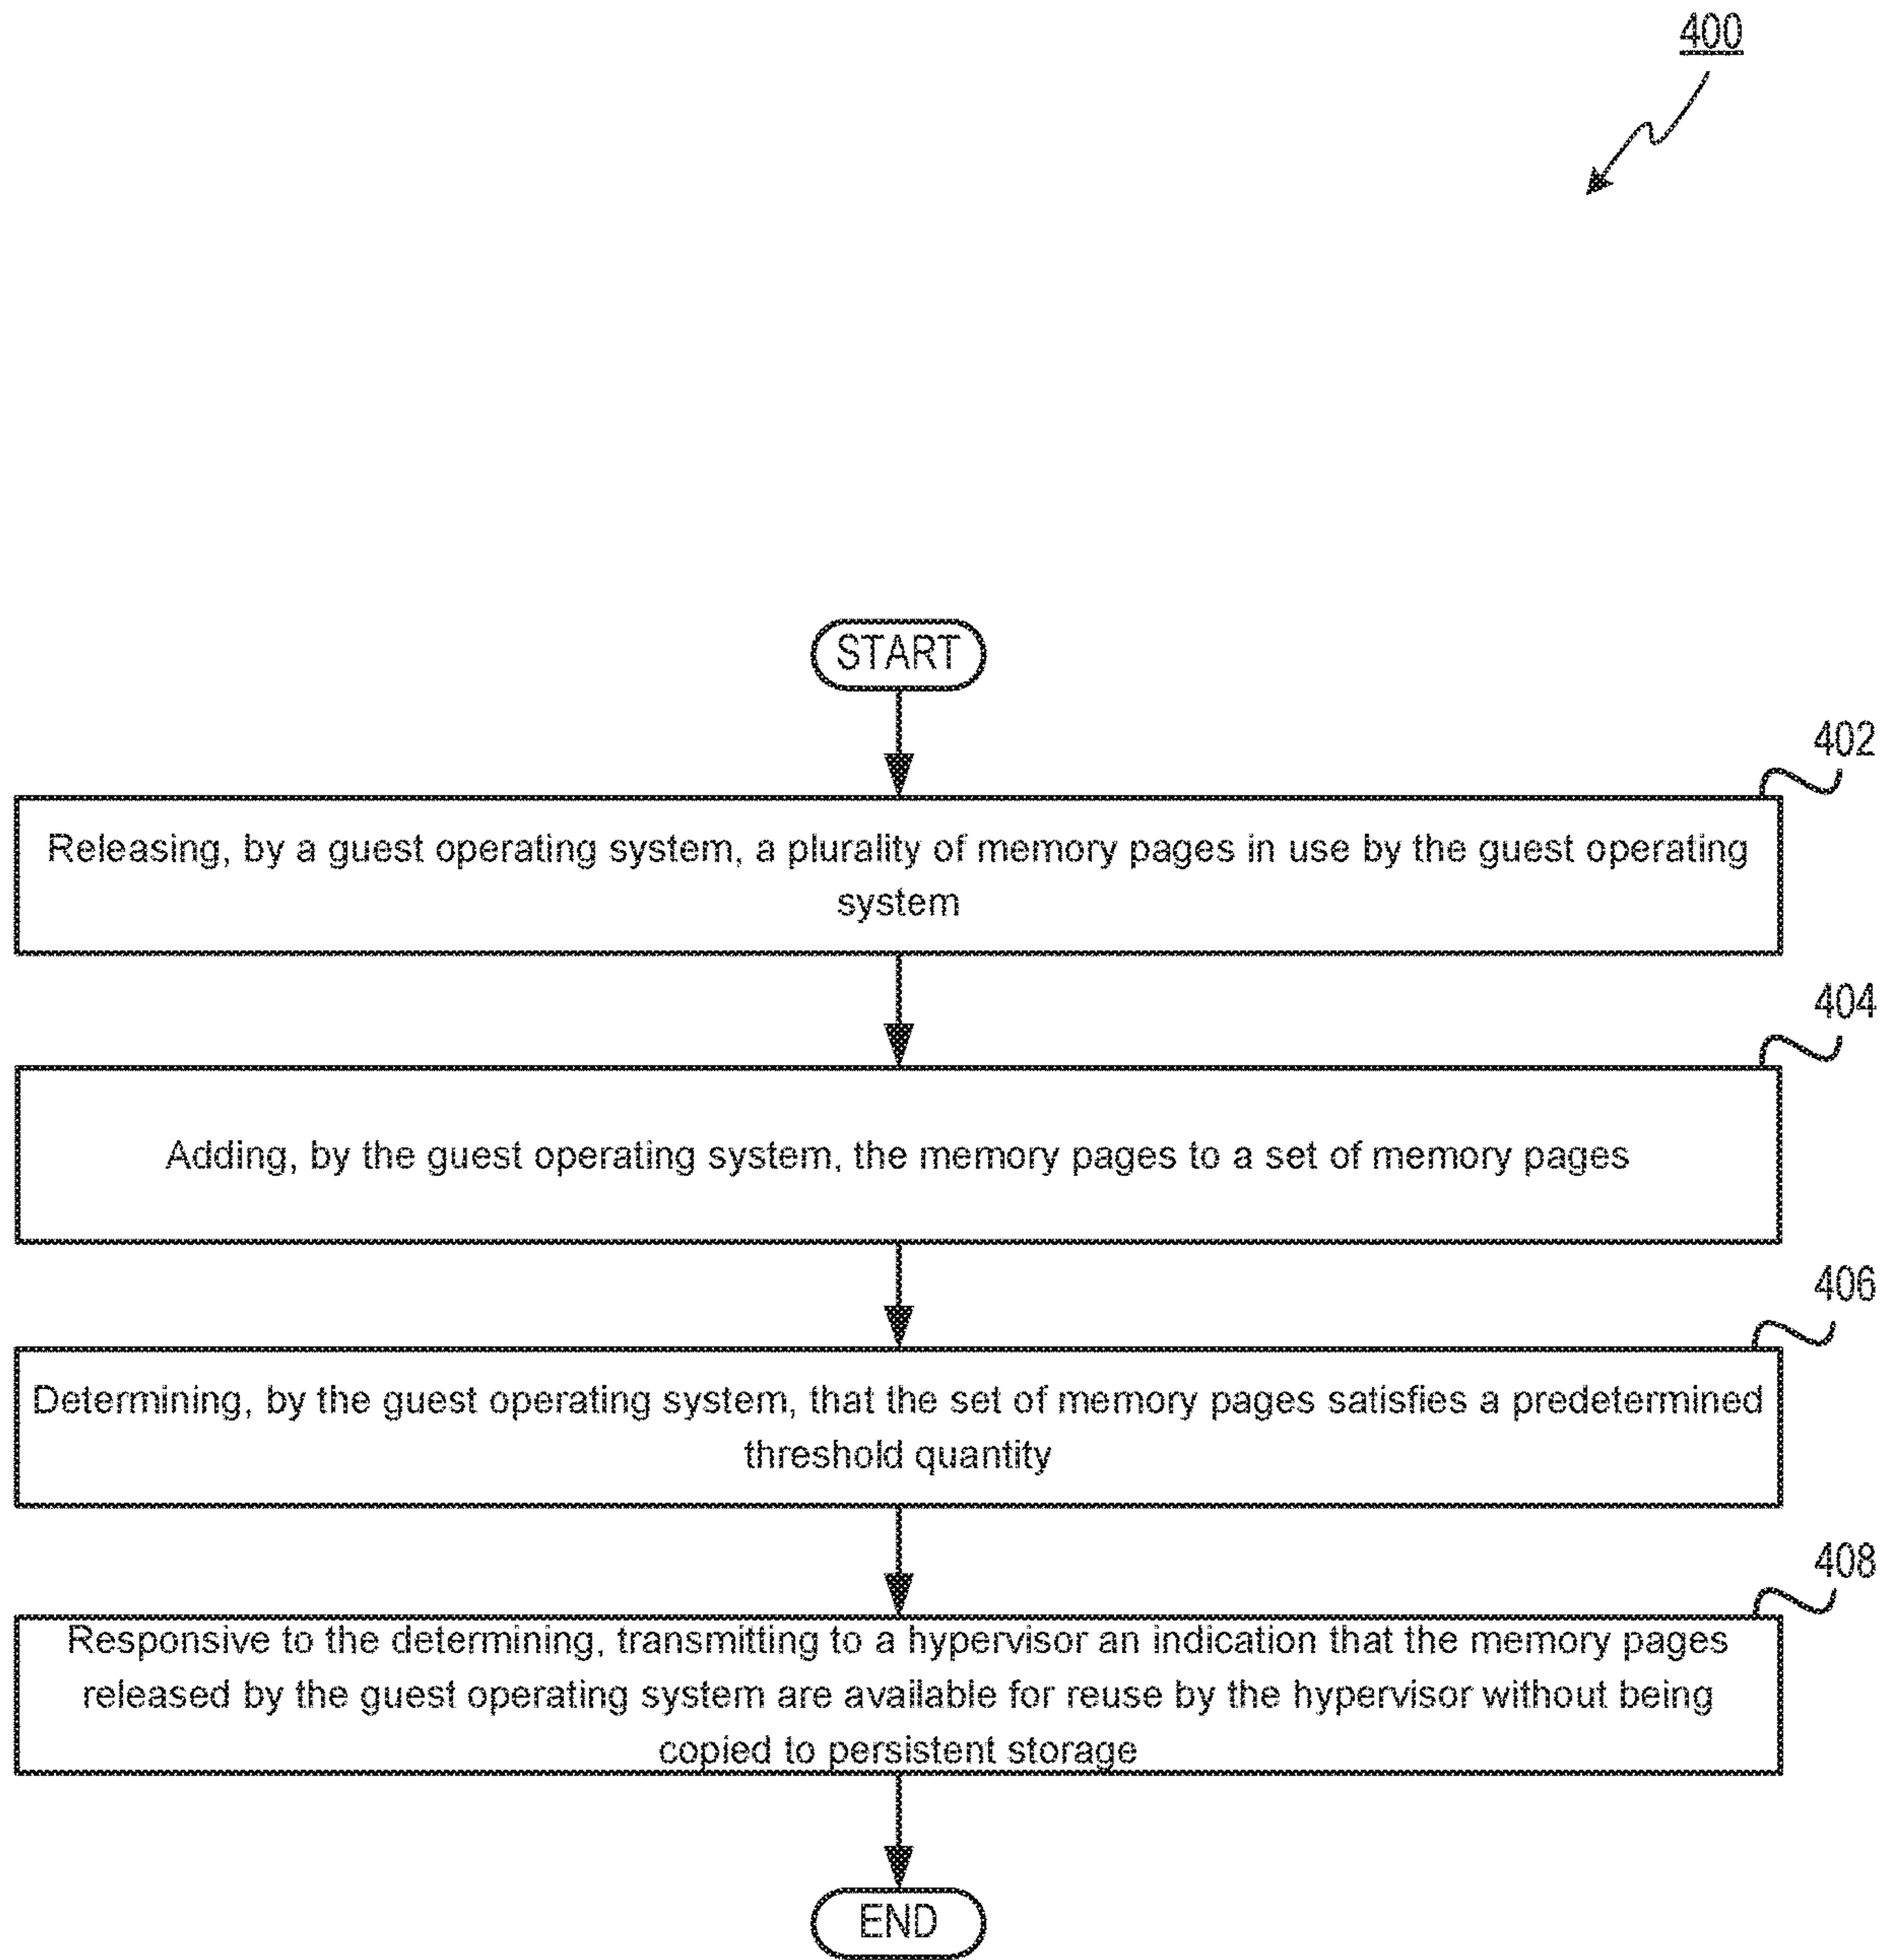 400
START
402
Releasing, by a guest operating system, a plurality of memory pages in use by the guest operating
system
404
Adding, by the guest operating system, the memory pages to a set of memory pages
406
Determining, by the guest operating system, that the set of memory pages satisfies a predetermined
threshold quantity
408
Responsive to the determining, transmitting to a hypervisor an indication that the memory pages
released by the guest operating system are available for reuse by the hypervisor without being
copied to persistent storage
END